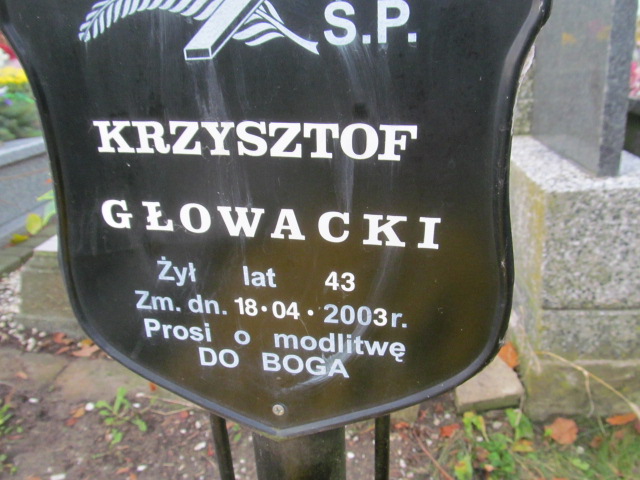 Ś.P.
KRZYSZTOF
GŁOWACKI
Żył lat 43
Zm. dn. 18·04·2003r.
Prosi o modlitwę
DO BOGA